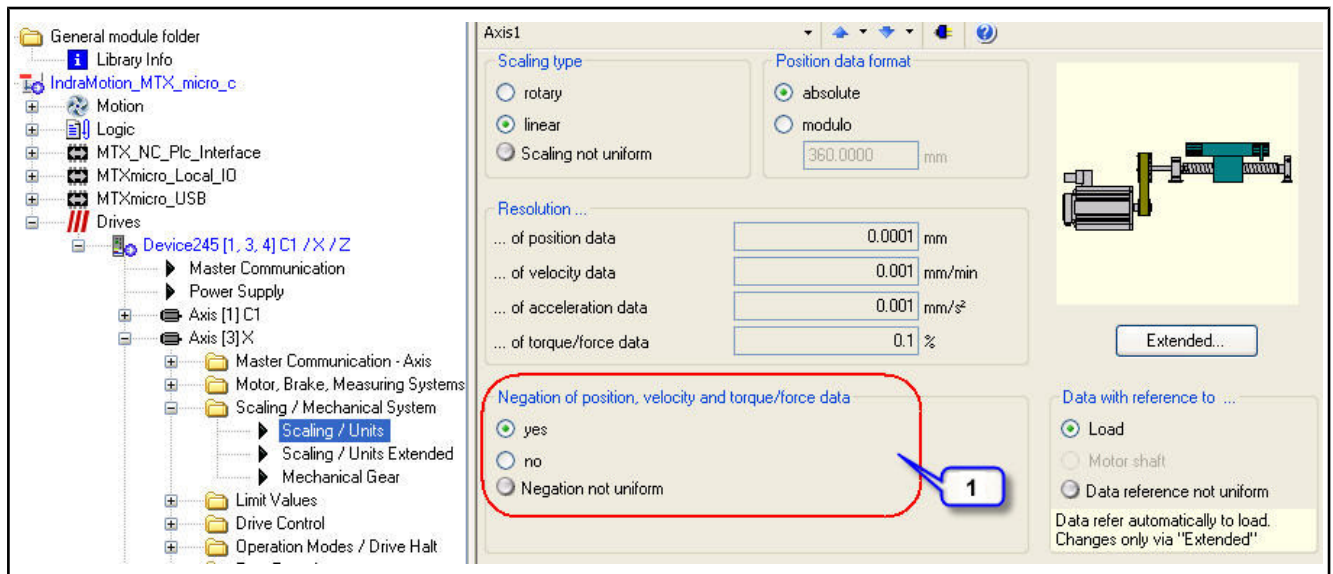 General module folder
Library Info
IndraMotion_MTX_micro_c
Motion
Logic
MTX_NC_Plc_Interface
MTXmicro_Local_IO
MTXmicro_USB
Drives
Device245 [1, 3, 4] C1 / X / Z
Master Communication
Power Supply
Axis [1] C1
Axis [3] X
Master Communication - Axis
Motor, Brake, Measuring Systems
Scaling / Mechanical System
Scaling / Units
Scaling / Units Extended
Mechanical Gear
Limit Values
Drive Control
Operation Modes / Drive Halt
Axis1
Scaling type
rotary
linear
Scaling not uniform
Position data format
absolute
modulo
360.0000 mm
Resolution ...
... of position data 0.0001 mm
... of velocity data 0.001 mm/min
... of acceleration data 0.001 mm/s²
... of torque/force data 0.1 %
Extended...
Negation of position, velocity and torque/force data
yes
no
Negation not uniform
1
Data with reference to ...
Load
Motor shaft
Data reference not uniform
Data refer automatically to load.
Changes only via "Extended"